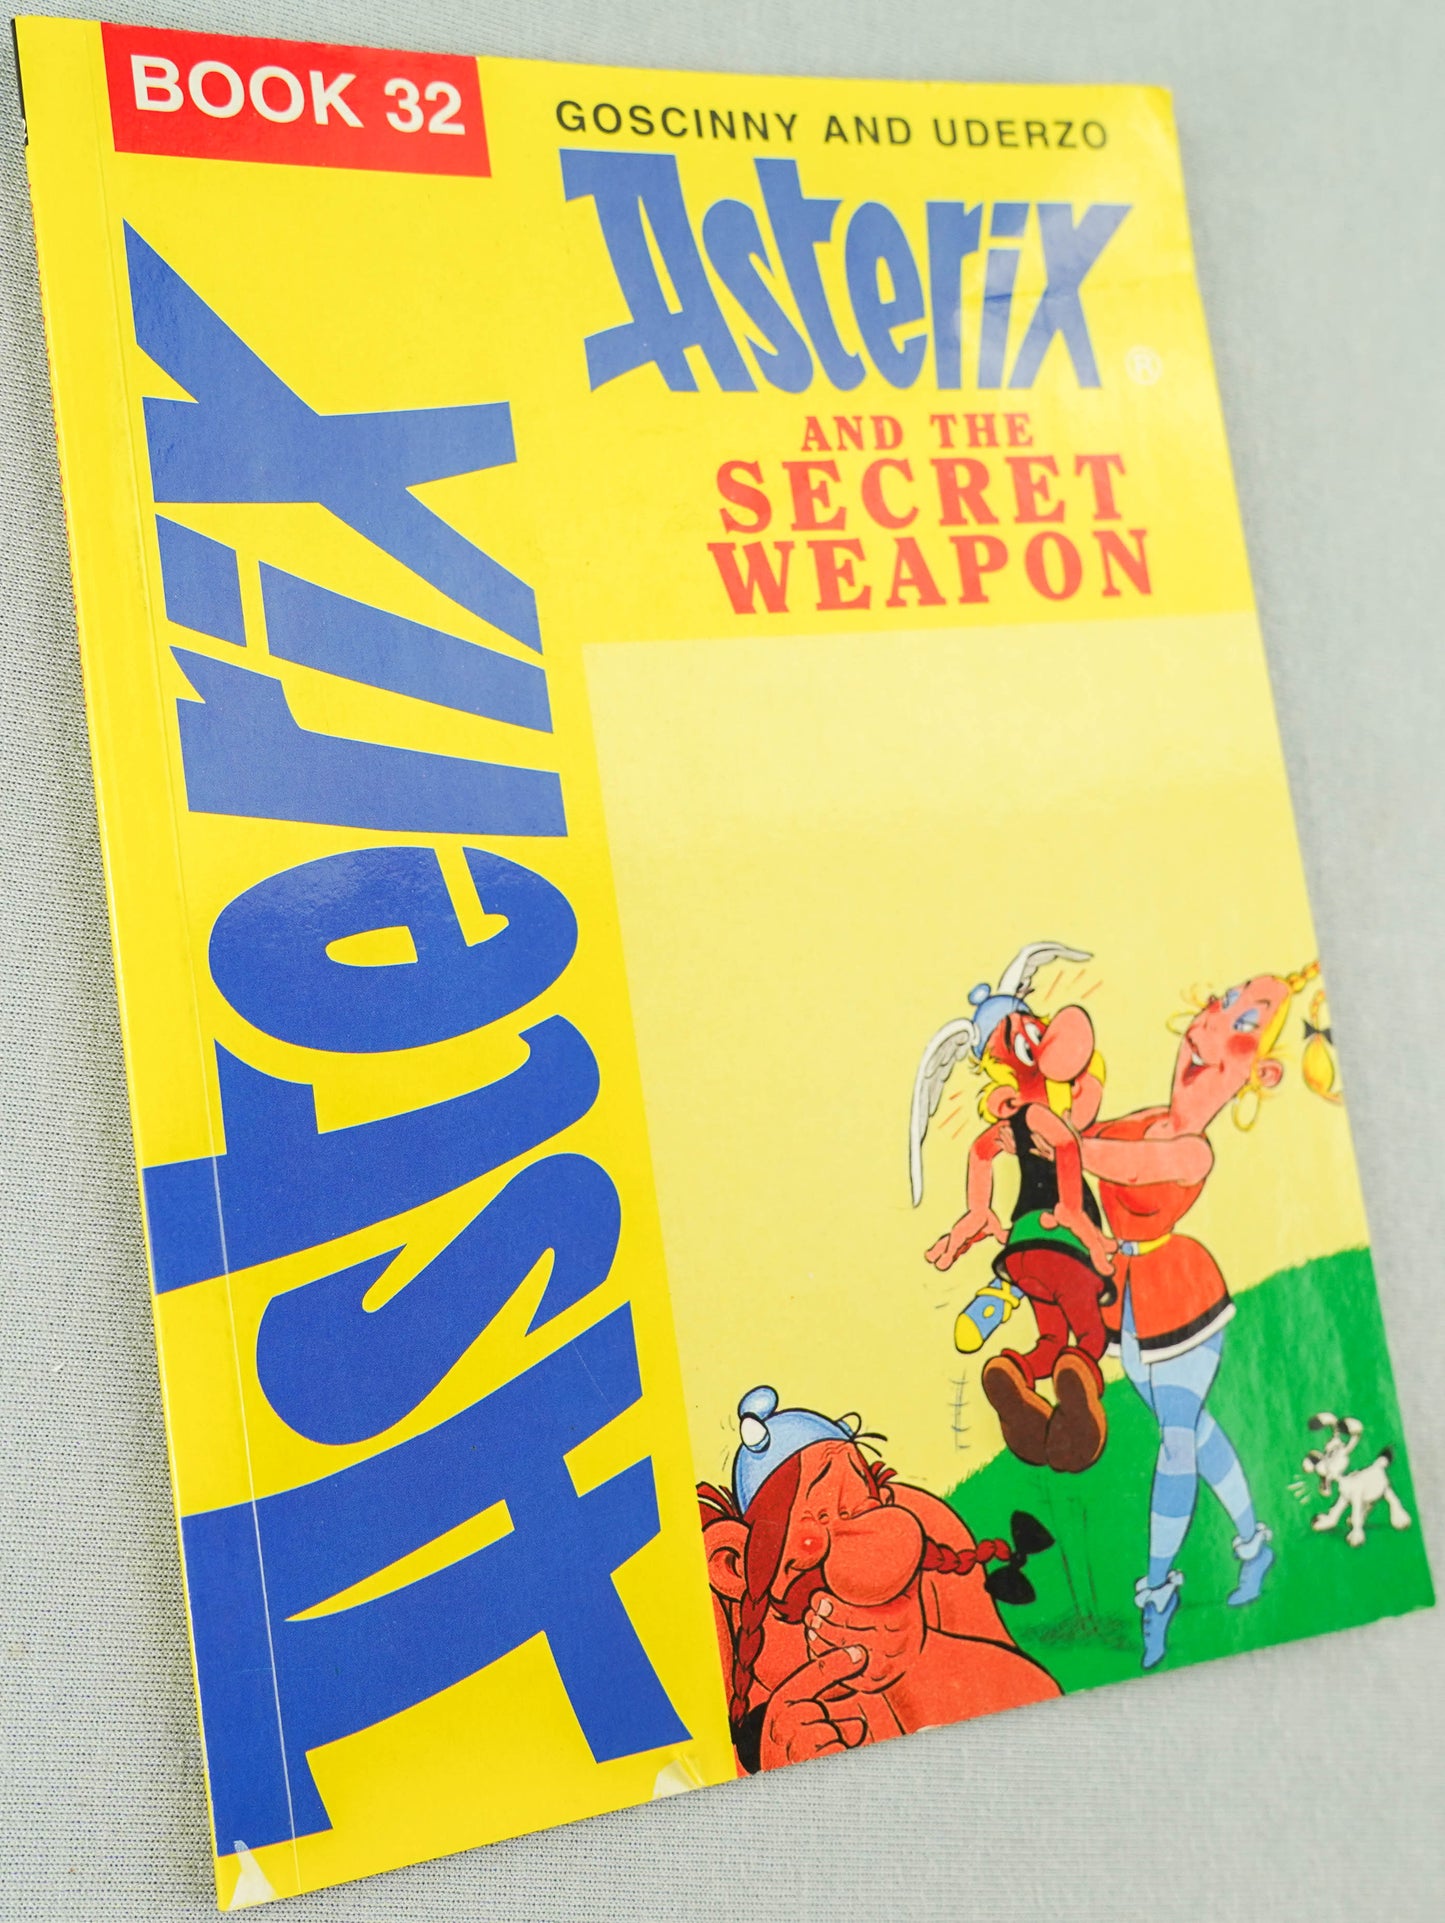 BOOK 32
Asterix
GOSCINNY AND UDERZO
Asterix
®
AND THE
SECRET
WEAPON